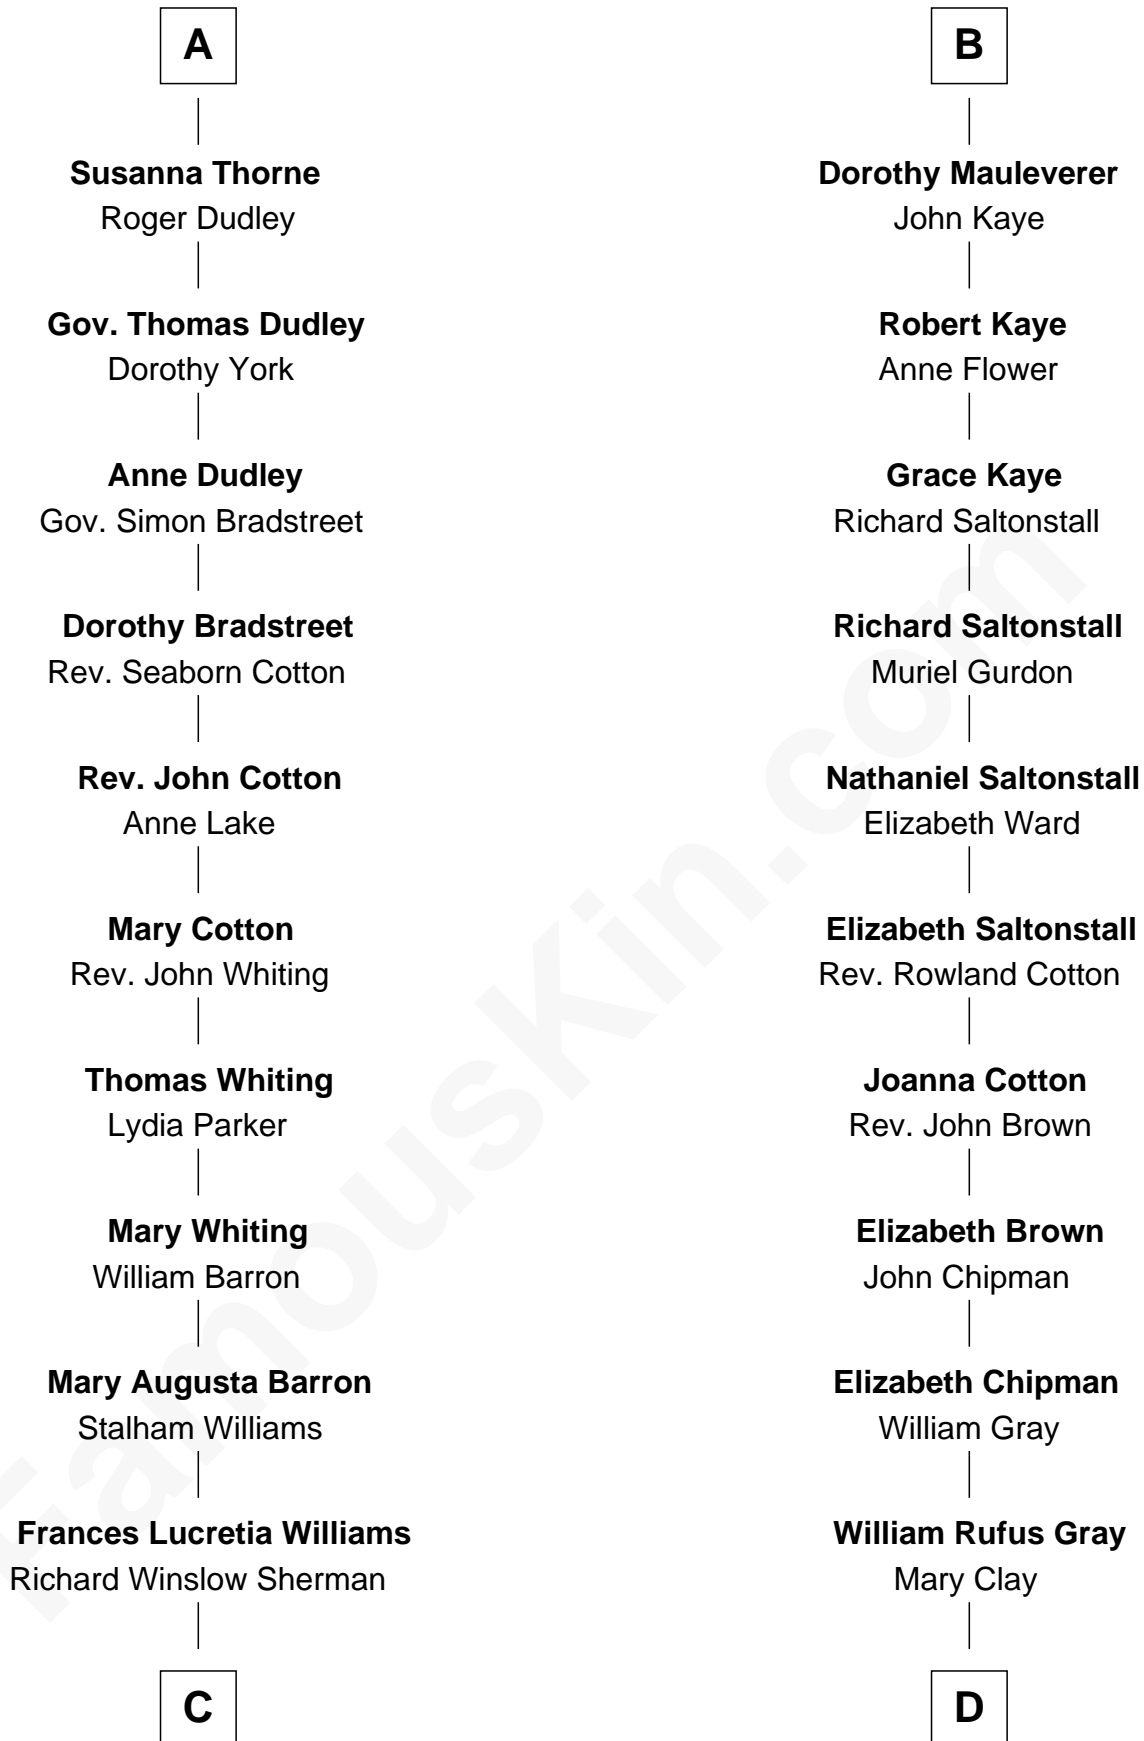 A
Susanna Thorne
Roger Dudley
Gov. Thomas Dudley
Dorothy York
Anne Dudley
Gov. Simon Bradstreet
Dorothy Bradstreet
Rev. Seaborn Cotton
Rev. John Cotton
Anne Lake
Mary Cotton
Rev. John Whiting
Thomas Whiting
Lydia Parker
Mary Whiting
William Barron
Mary Augusta Barron
Stalham Williams
Frances Lucretia Williams
Richard Winslow Sherman
C
B
Dorothy Mauleverer
John Kaye
Robert Kaye
Anne Flower
Grace Kaye
Richard Saltonstall
Richard Saltonstall
Muriel Gurdon
Nathaniel Saltonstall
Elizabeth Ward
Elizabeth Saltonstall
Rev. Rowland Cotton
Joanna Cotton
Rev. John Brown
Elizabeth Brown
John Chipman
Elizabeth Chipman
William Gray
William Rufus Gray
Mary Clay
D
FamousKin.com